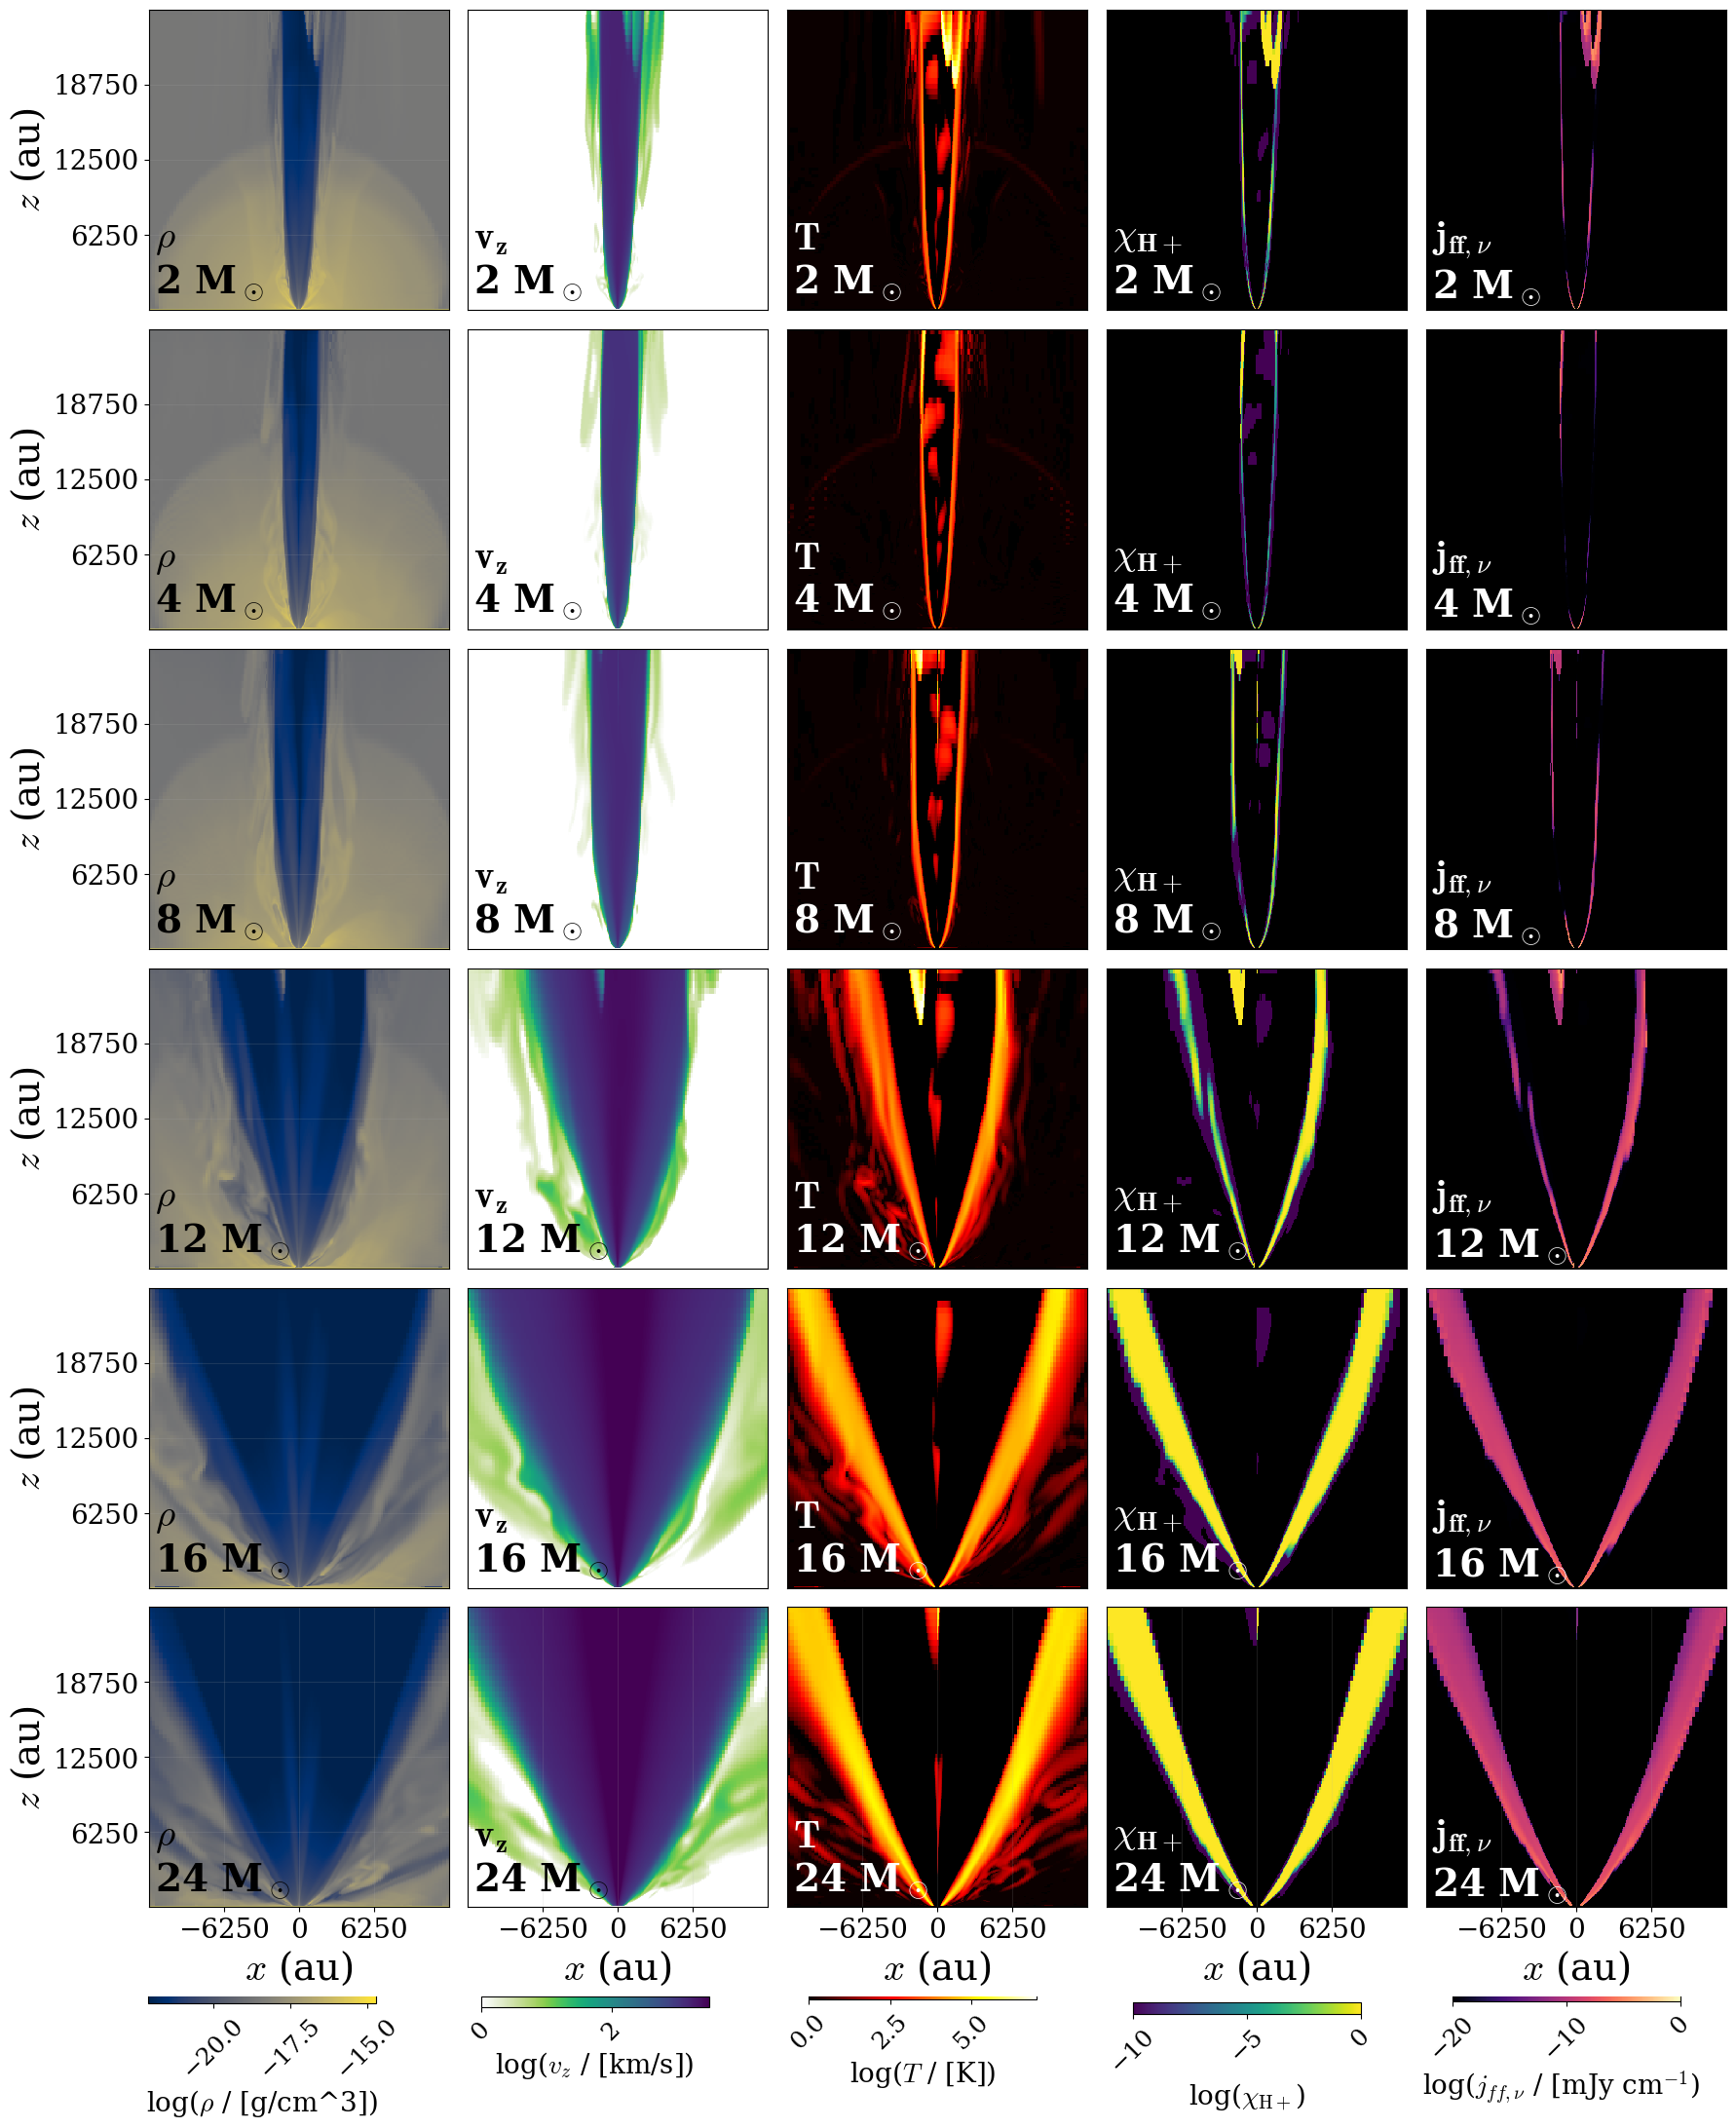 z (au)
18750
12500
6250
ρ
2 M⊙
v_z
2 M⊙
T
2 M⊙
χ_H+
2 M⊙
j_ff,ν
2 M⊙
z (au)
18750
12500
6250
ρ
4 M⊙
v_z
4 M⊙
T
4 M⊙
χ_H+
4 M⊙
j_ff,ν
4 M⊙
z (au)
18750
12500
6250
ρ
8 M⊙
v_z
8 M⊙
T
8 M⊙
χ_H+
8 M⊙
j_ff,ν
8 M⊙
z (au)
18750
12500
6250
ρ
12 M⊙
v_z
12 M⊙
T
12 M⊙
χ_H+
12 M⊙
j_ff,ν
12 M⊙
z (au)
18750
12500
6250
ρ
16 M⊙
v_z
16 M⊙
T
16 M⊙
χ_H+
16 M⊙
j_ff,ν
16 M⊙
z (au)
18750
12500
6250
ρ
24 M⊙
v_z
24 M⊙
T
24 M⊙
χ_H+
24 M⊙
j_ff,ν
24 M⊙
−6250 0 6250
−6250 0 6250
−6250 0 6250
−6250 0 6250
−6250 0 6250
x (au)
x (au)
x (au)
x (au)
x (au)
−20.0 −17.5 −15.0
log(ρ / [g/cm^3])
0 2
log(v_z / [km/s])
0.0 2.5 5.0
log(T / [K])
−10 −5 0
log(χ_H+)
−20 −10 0
log(j_ff,ν / [mJy cm⁻¹])